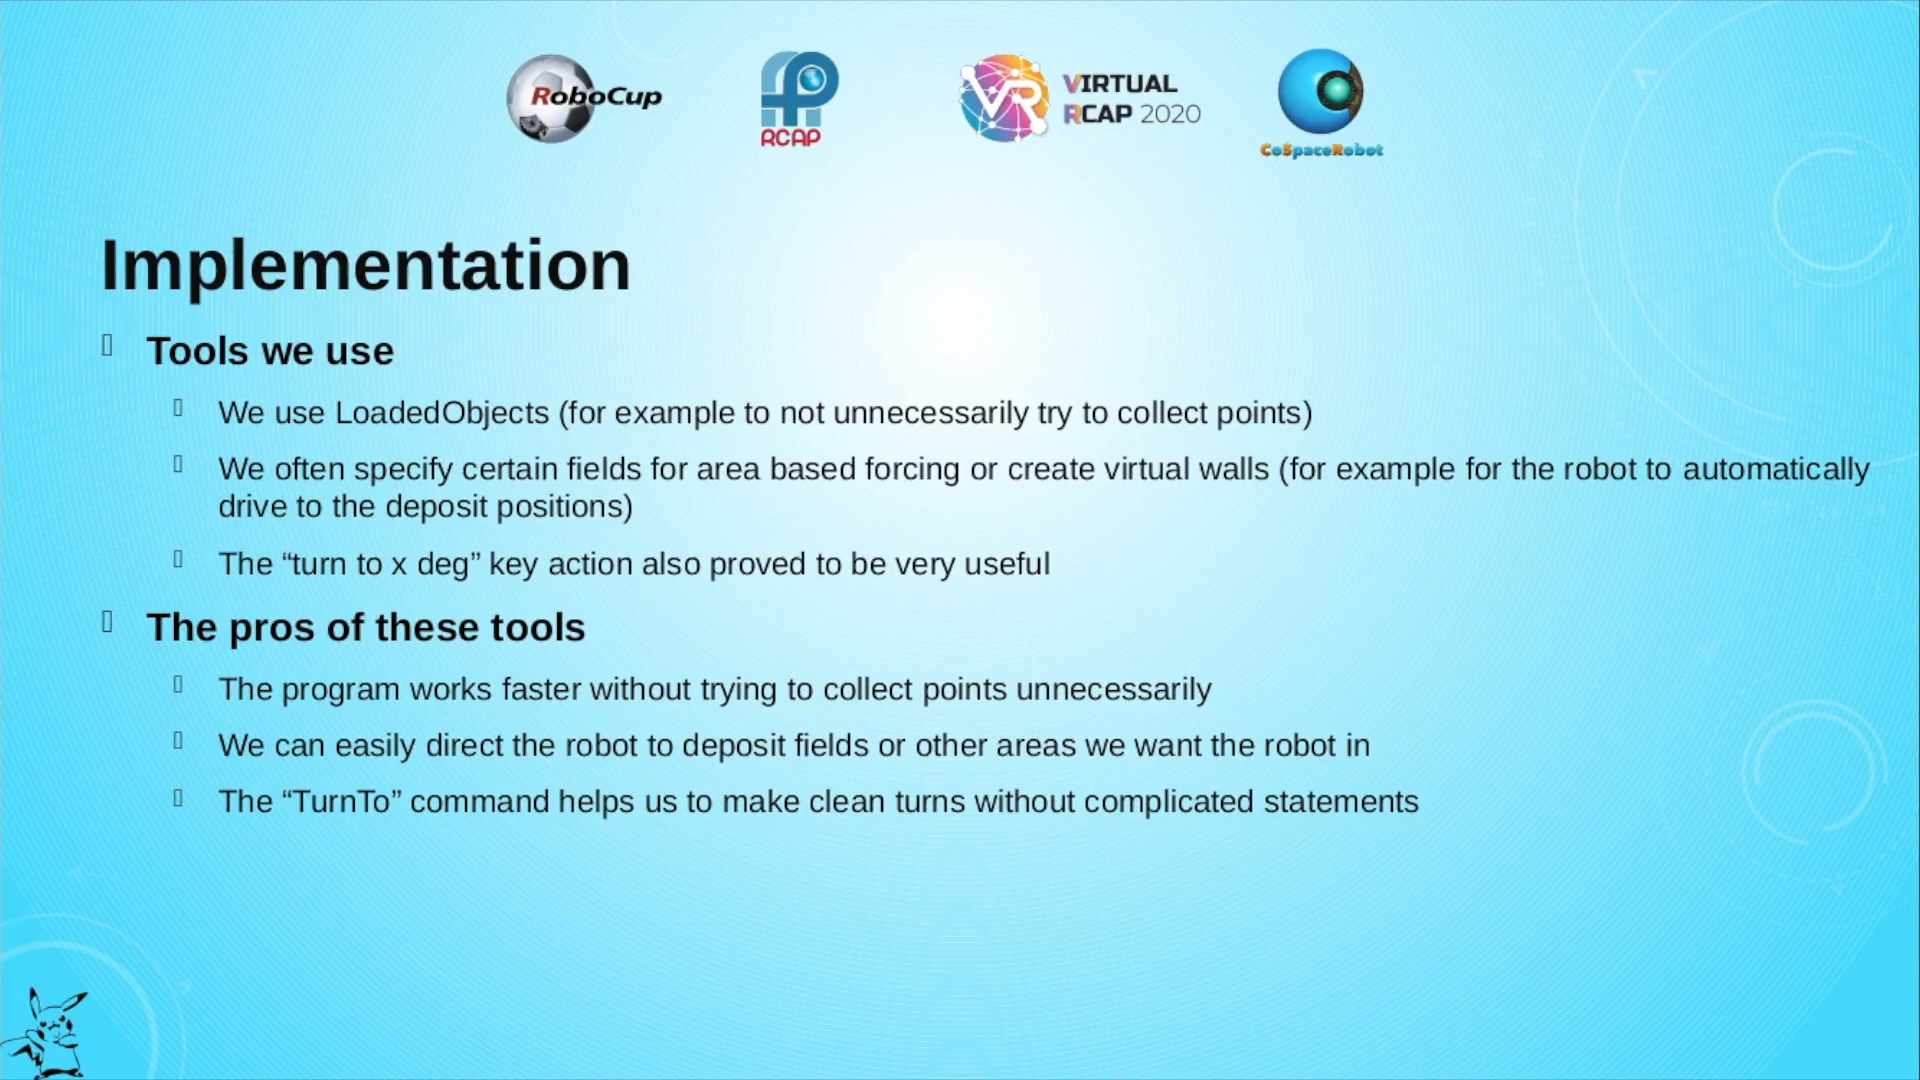 RoboCup
RCAP
VR
VIRTUAL
RCAP 2020
CoSpaceRobot
Implementation
Tools we use
We use LoadedObjects (for example to not unnecessarily try to collect points)
We often specify certain fields for area based forcing or create virtual walls (for example for the robot to automatically
drive to the deposit positions)
The “turn to x deg” key action also proved to be very useful
The pros of these tools
The program works faster without trying to collect points unnecessarily
We can easily direct the robot to deposit fields or other areas we want the robot in
The “TurnTo” command helps us to make clean turns without complicated statements